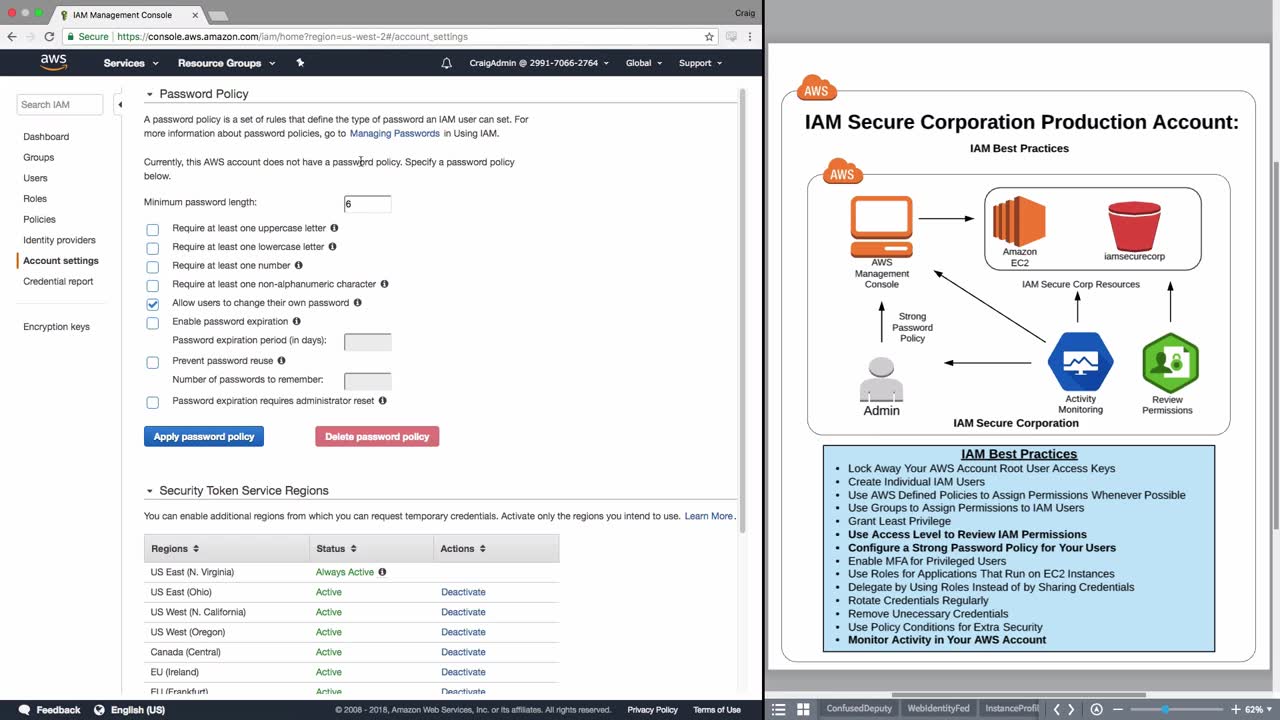 IAM Management Console
Craig
Secure
https://console.aws.amazon.com/iam/home?region=us-west-2#/account_settings
aws
Services
Resource Groups
CraigAdmin @ 2991-7066-2764
Global
Support
Search IAM
Dashboard
Groups
Users
Roles
Policies
Identity providers
Account settings
Credential report
Encryption keys
Password Policy
A password policy is a set of rules that define the type of password an IAM user can set. For
more information about password policies, go to Managing Passwords in Using IAM.
Currently, this AWS account does not have a password policy. Specify a password policy
below.
Minimum password length: 6
Require at least one uppercase letter
Require at least one lowercase letter
Require at least one number
Require at least one non-alphanumeric character
Allow users to change their own password
Enable password expiration
Password expiration period (in days):
Prevent password reuse
Number of passwords to remember:
Password expiration requires administrator reset
Apply password policy
Delete password policy
Security Token Service Regions
You can enable additional regions from which you can request temporary credentials. Activate only the regions you intend to use. Learn More.
Regions Status Actions
US East (N. Virginia) Always Active
US East (Ohio) Active Deactivate
US West (N. California) Active Deactivate
US West (Oregon) Active Deactivate
Canada (Central) Active Deactivate
EU (Ireland) Active Deactivate
EU (Frankfurt) Active Deactivate
Feedback
English (US)
© 2008 - 2018, Amazon Web Services, Inc. or its affiliates. All rights reserved.
Privacy Policy
Terms of Use
AWS
IAM Secure Corporation Production Account:
IAM Best Practices
AWS
AWS
Management
Console
Amazon
EC2
iamsecurecorp
IAM Secure Corp Resources
Strong
Password
Policy
Admin
Activity
Monitoring
Review
Permissions
IAM Secure Corporation
IAM Best Practices
• Lock Away Your AWS Account Root User Access Keys
• Create Individual IAM Users
• Use AWS Defined Policies to Assign Permissions Whenever Possible
• Use Groups to Assign Permissions to IAM Users
• Grant Least Privilege
• Use Access Level to Review IAM Permissions
• Configure a Strong Password Policy for Your Users
• Enable MFA for Privileged Users
• Use Roles for Applications That Run on EC2 Instances
• Delegate by Using Roles Instead of by Sharing Credentials
• Rotate Credentials Regularly
• Remove Unecessary Credentials
• Use Policy Conditions for Extra Security
• Monitor Activity in Your AWS Account
ConfusedDeputy
WebIdentityFed
InstanceProfil
62%